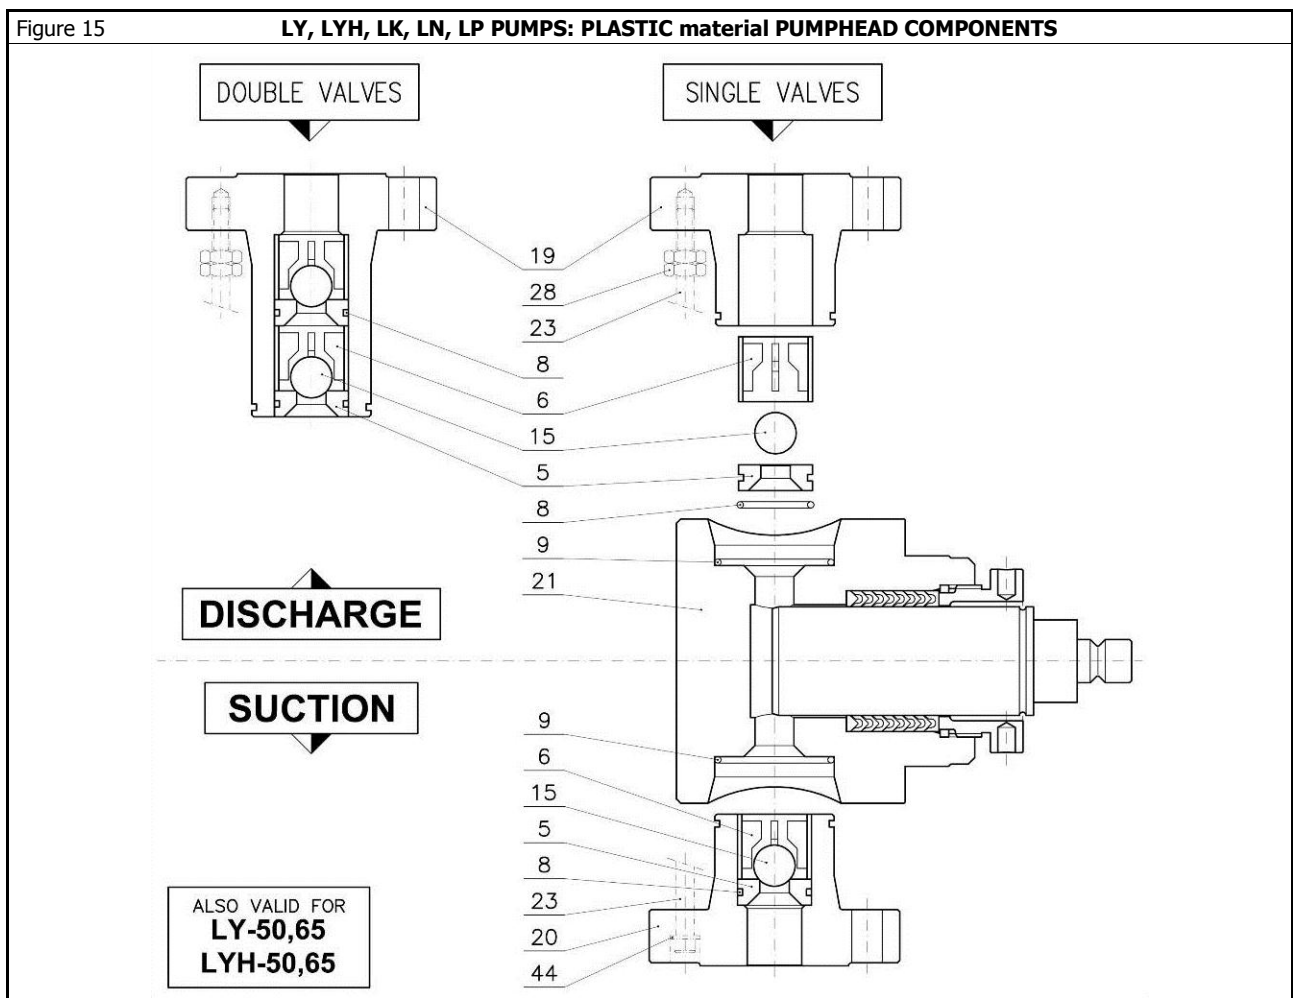 Figure 15
LY, LYH, LK, LN, LP PUMPS: PLASTIC material PUMPHEAD COMPONENTS
DOUBLE VALVES
SINGLE VALVES
19
28
23
8
6
15
5
8
9
21
DISCHARGE
SUCTION
9
6
15
5
8
23
20
44
ALSO VALID FOR
LY-50,65
LYH-50,65